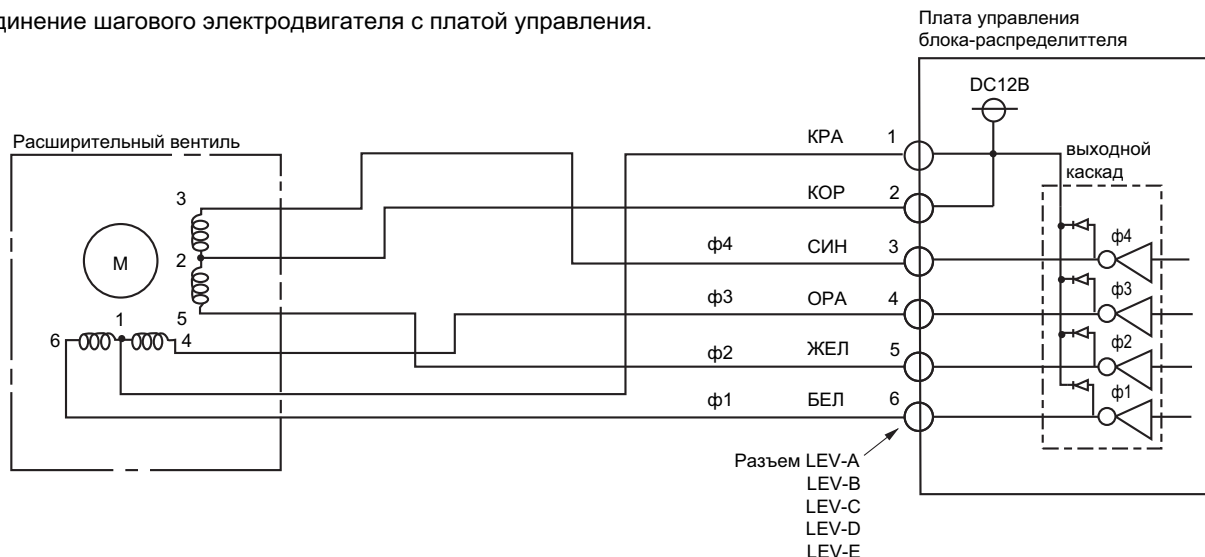 динение шагового электродвигателя с платой управления.
Плата управления
блока-распределиттеля
DC12B
Расширительный вентиль
выходной
каскад
КРА 1
КОР 2
ф4 СИН 3
ф3 ОРА 4
ф2 ЖЕЛ 5
ф1 БЕЛ 6
3
2
5
M
1
6
4
ф4
ф3
ф2
ф1
Разъем LEV-A
LEV-B
LEV-C
LEV-D
LEV-E